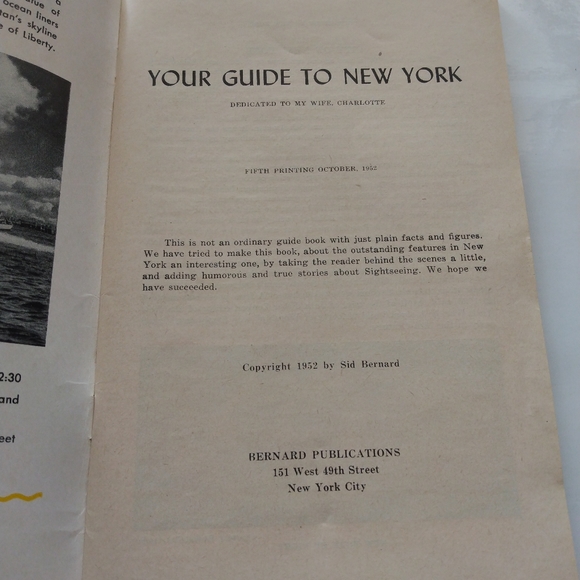 a
ocean liners
tan's skyline
e of Liberty.
2:30
and
eet
YOUR GUIDE TO NEW YORK
DEDICATED TO MY WIFE, CHARLOTTE
FIFTH PRINTING OCTOBER, 1952
This is not an ordinary guide book with just plain facts and figures.
We have tried to make this book, about the outstanding features in New
York an interesting one, by taking the reader behind the scenes a little,
and adding humorous and true stories about Sightseeing. We hope we
have succeeded.
Copyright 1952 by Sid Bernard
BERNARD PUBLICATIONS
151 West 49th Street
New York City